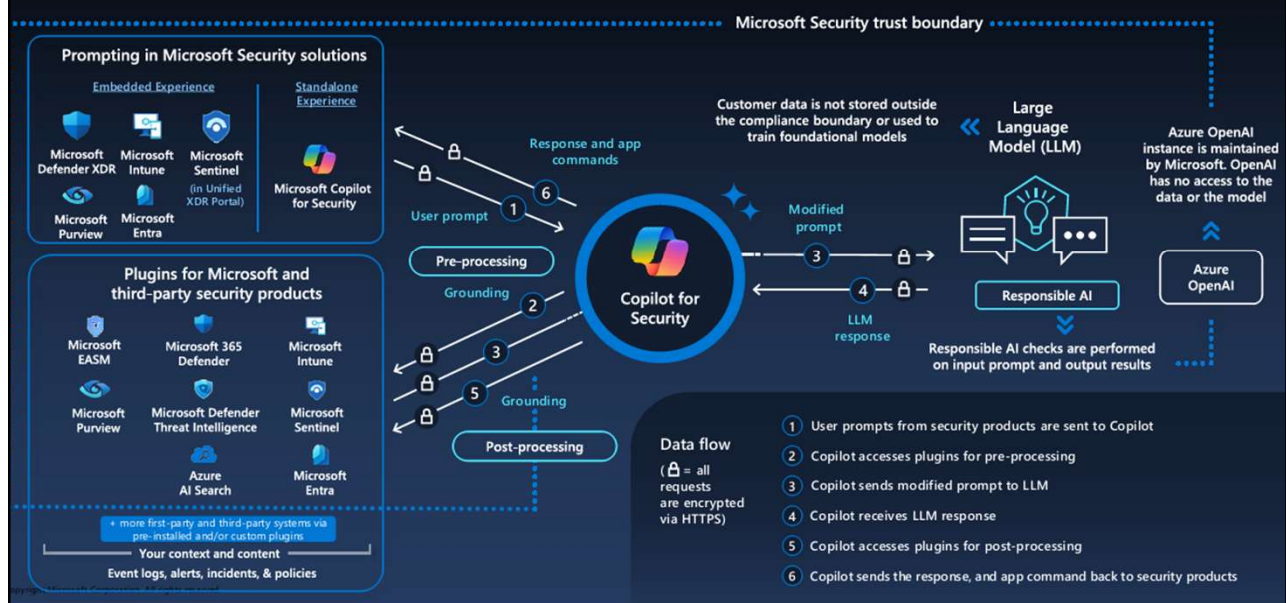 Microsoft Security trust boundary
Prompting in Microsoft Security solutions
Embedded Experience
Standalone
Experience
Microsoft
Defender XDR
Microsoft
Intune
Microsoft
Sentinel
(in Unified
XDR Portal)
Microsoft
Purview
Microsoft
Entra
Microsoft Copilot
for Security
Plugins for Microsoft and
third-party security products
Microsoft
EASM
Microsoft 365
Defender
Microsoft
Intune
Microsoft
Purview
Microsoft Defender
Threat Intelligence
Microsoft
Sentinel
Azure
AI Search
Microsoft
Entra
+ more first-party and third-party systems via
pre-installed and/or custom plugins
Your context and content
Event logs, alerts, incidents, & policies
Response and app
commands
6
User prompt
1
Pre-processing
Grounding
2
3
5
Grounding
Post-processing
Copilot for
Security
Modified
prompt
3
4
LLM
response
Customer data is not stored outside
the compliance boundary or used to
train foundational models
Large
Language
Model (LLM)
Responsible AI
Responsible AI checks are performed
on input prompt and output results
Azure OpenAI
instance is maintained
by Microsoft. OpenAI
has no access to the
data or the model
Azure
OpenAI
Data flow
( = all
requests
are encrypted
via HTTPS)
1 User prompts from security products are sent to Copilot
2 Copilot accesses plugins for pre-processing
3 Copilot sends modified prompt to LLM
4 Copilot receives LLM response
5 Copilot accesses plugins for post-processing
6 Copilot sends the response, and app command back to security products